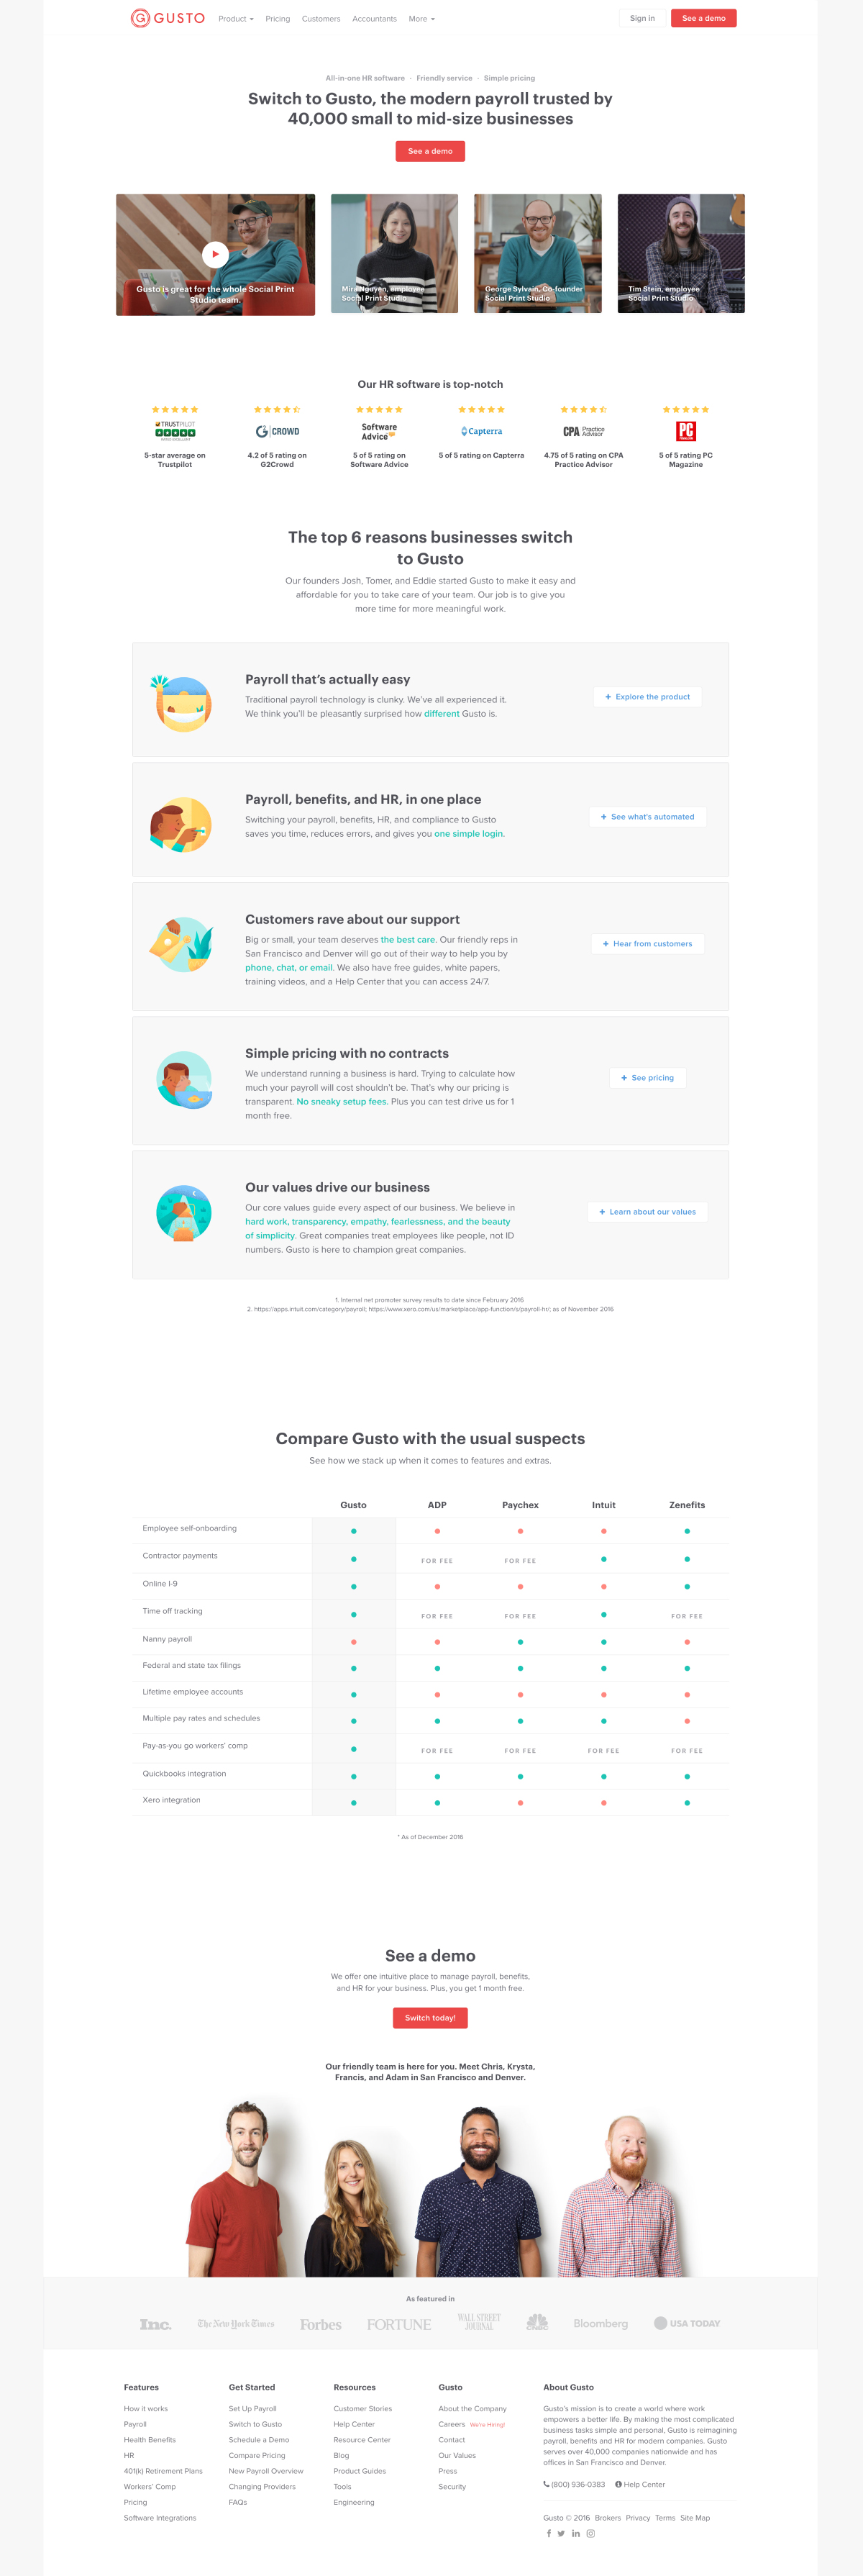 GUSTO
Product
Pricing
Customers
Accountants
More
Sign in
See a demo
All-in-one HR software · Friendly service · Simple pricing
Switch to Gusto, the modern payroll trusted by
40,000 small to mid-size businesses
See a demo
Gusto is great for the whole Social Print
Studio team.
Mira Nguyen, employee
Social Print Studio
George Sylvain, Co-founder
Social Print Studio
Tim Stein, employee
Social Print Studio
Our HR software is top-notch
TRUSTPILOT
G2 CROWD
Software
Advice
Capterra
CPA Practice
Advisor
PC
5-star average on
Trustpilot
4.2 of 5 rating on
G2Crowd
5 of 5 rating on
Software Advice
5 of 5 rating on Capterra
4.75 of 5 rating on CPA
Practice Advisor
5 of 5 rating PC
Magazine
The top 6 reasons businesses switch
to Gusto
Our founders Josh, Tomer, and Eddie started Gusto to make it easy and
affordable for you to take care of your team. Our job is to give you
more time for more meaningful work.
Payroll that's actually easy
Traditional payroll technology is clunky. We've all experienced it.
We think you'll be pleasantly surprised how different Gusto is.
+ Explore the product
Payroll, benefits, and HR, in one place
Switching your payroll, benefits, HR, and compliance to Gusto
saves you time, reduces errors, and gives you one simple login.
+ See what's automated
Customers rave about our support
Big or small, your team deserves the best care. Our friendly reps in
San Francisco and Denver will go out of their way to help you by
phone, chat, or email. We also have free guides, white papers,
training videos, and a Help Center that you can access 24/7.
+ Hear from customers
Simple pricing with no contracts
We understand running a business is hard. Trying to calculate how
much your payroll will cost shouldn't be. That's why our pricing is
transparent. No sneaky setup fees. Plus you can test drive us for 1
month free.
+ See pricing
Our values drive our business
Our core values guide every aspect of our business. We believe in
hard work, transparency, empathy, fearlessness, and the beauty
of simplicity. Great companies treat employees like people, not ID
numbers. Gusto is here to champion great companies.
+ Learn about our values
1. Internal net promoter survey results to date since February 2016
2. https://apps.intuit.com/category/payroll; https://www.xero.com/us/marketplace/app-function/s/payroll-hr/; as of November 2016
Compare Gusto with the usual suspects
See how we stack up when it comes to features and extras.
Gusto ADP Paychex Intuit Zenefits
Employee self-onboarding
Contractor payments FOR FEE FOR FEE
Online I-9
Time off tracking FOR FEE FOR FEE FOR FEE
Nanny payroll
Federal and state tax filings
Lifetime employee accounts
Multiple pay rates and schedules
Pay-as-you go workers' comp FOR FEE FOR FEE FOR FEE FOR FEE
Quickbooks integration
Xero integration
* As of December 2016
See a demo
We offer one intuitive place to manage payroll, benefits,
and HR for your business. Plus, you get 1 month free.
Switch today!
Our friendly team is here for you. Meet Chris, Krysta,
Francis, and Adam in San Francisco and Denver.
As featured in
Inc.
The New York Times
Forbes
FORTUNE
WALL STREET
JOURNAL
CNBC
Bloomberg
USA TODAY
Features
How it works
Payroll
Health Benefits
HR
401(k) Retirement Plans
Workers' Comp
Pricing
Software Integrations
Get Started
Set Up Payroll
Switch to Gusto
Schedule a Demo
Compare Pricing
New Payroll Overview
Changing Providers
FAQs
Resources
Customer Stories
Help Center
Resource Center
Blog
Product Guides
Tools
Engineering
Gusto
About the Company
Careers We're Hiring!
Contact
Our Values
Press
Security
About Gusto
Gusto's mission is to create a world where work
empowers a better life. By making the most complicated
business tasks simple and personal, Gusto is reimagining
payroll, benefits and HR for modern companies. Gusto
serves over 40,000 companies nationwide and has
offices in San Francisco and Denver.
(800) 936-0383 Help Center
Gusto © 2016 Brokers Privacy Terms Site Map